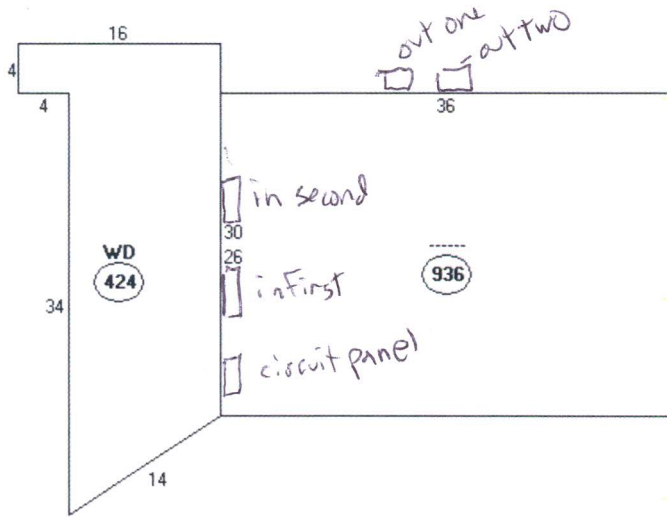 16
out one
out two
4
4
36
in second
30
26
WD
424
in First
936
34
circuit panel
14